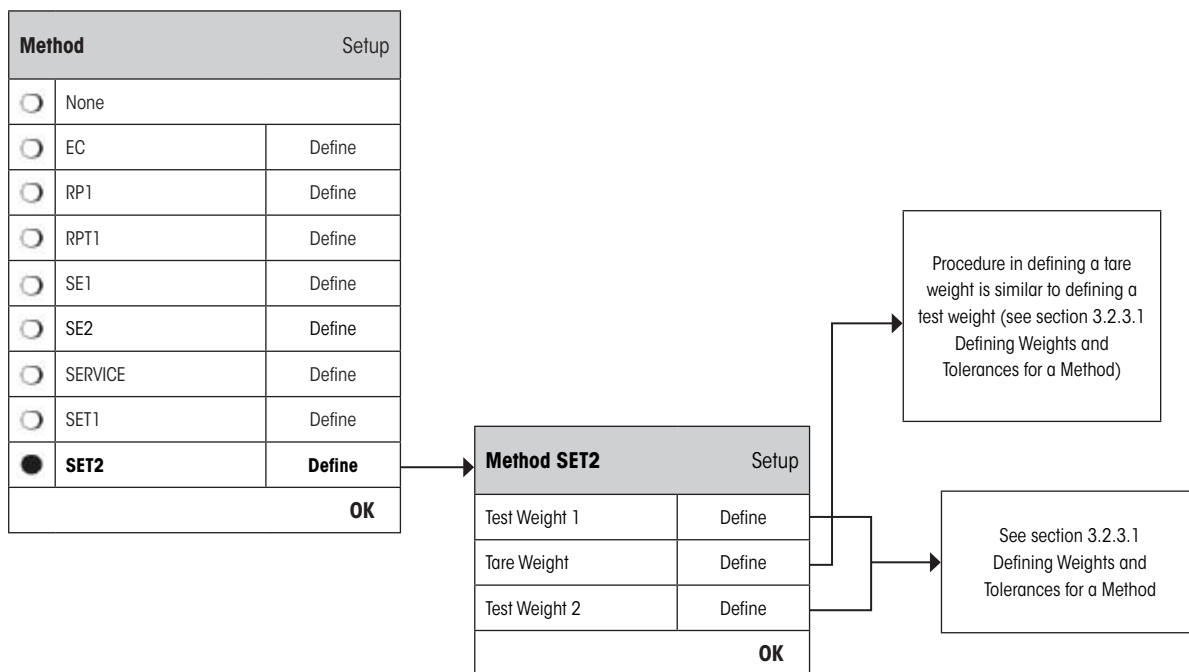 Method Setup
None
EC Define
RP1 Define
RPT1 Define
SE1 Define
SE2 Define
SERVICE Define
SET1 Define
SET2 Define
OK
Method SET2 Setup
Test Weight 1 Define
Tare Weight Define
Test Weight 2 Define
OK
Procedure in defining a tare
weight is similar to defining a
test weight (see section 3.2.3.1
Defining Weights and
Tolerances for a Method)
See section 3.2.3.1
Defining Weights and
Tolerances for a Method